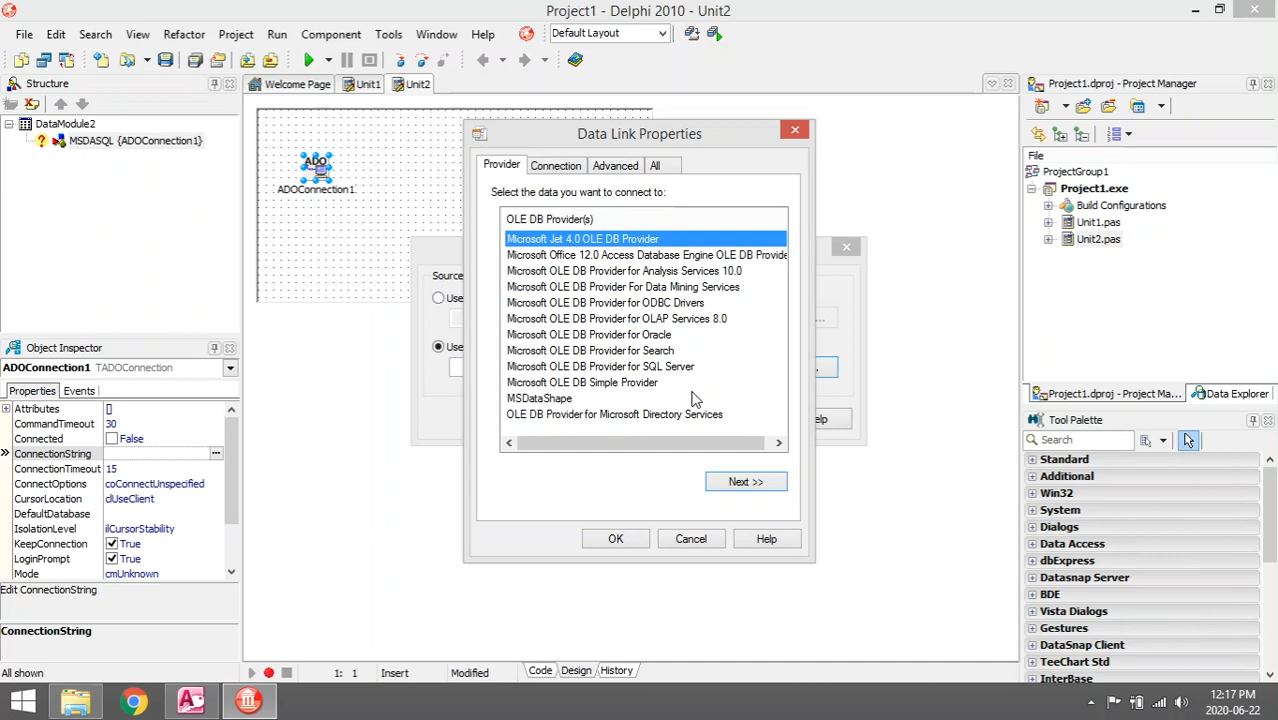 Project1 - Delphi 2010 - Unit2
File Edit Search View Refactor Project Run Component Tools Window Help
Default Layout
Structure
DataModule2
MSDASQL {ADOConnection1}
Welcome Page Unit1 Unit2
ADO
ADOConnection1
Source
Use
Use
...
elp
Data Link Properties
Provider Connection Advanced All
Select the data you want to connect to:
OLE DB Provider(s)
Microsoft Jet 4.0 OLE DB Provider
Microsoft Office 12.0 Access Database Engine OLE DB Provide
Microsoft OLE DB Provider for Analysis Services 10.0
Microsoft OLE DB Provider For Data Mining Services
Microsoft OLE DB Provider for ODBC Drivers
Microsoft OLE DB Provider for OLAP Services 8.0
Microsoft OLE DB Provider for Oracle
Microsoft OLE DB Provider for Search
Microsoft OLE DB Provider for SQL Server
Microsoft OLE DB Simple Provider
MSDataShape
OLE DB Provider for Microsoft Directory Services
Next >>
OK Cancel Help
Object Inspector
ADOConnection1 TADOConnection
Properties Events
Attributes []
CommandTimeout 30
Connected False
ConnectionString
ConnectionTimeout 15
ConnectOptions coConnectUnspecified
CursorLocation clUseClient
DefaultDatabase
IsolationLevel ilCursorStability
KeepConnection True
LoginPrompt True
Mode cmUnknown
Edit ConnectionString
ConnectionString
All shown
1: 1 Insert Modified
Code Design History
Project1.dproj - Project Manager
File
ProjectGroup1
Project1.exe
Build Configurations
Unit1.pas
Unit2.pas
Project1.dproj - Project Ma... Data Explorer
Tool Palette
Search
Standard
Additional
Win32
System
Dialogs
Data Access
dbExpress
Datasnap Server
BDE
Vista Dialogs
Gestures
DataSnap Client
TeeChart Std
InterBase
12:17 PM
2020-06-22